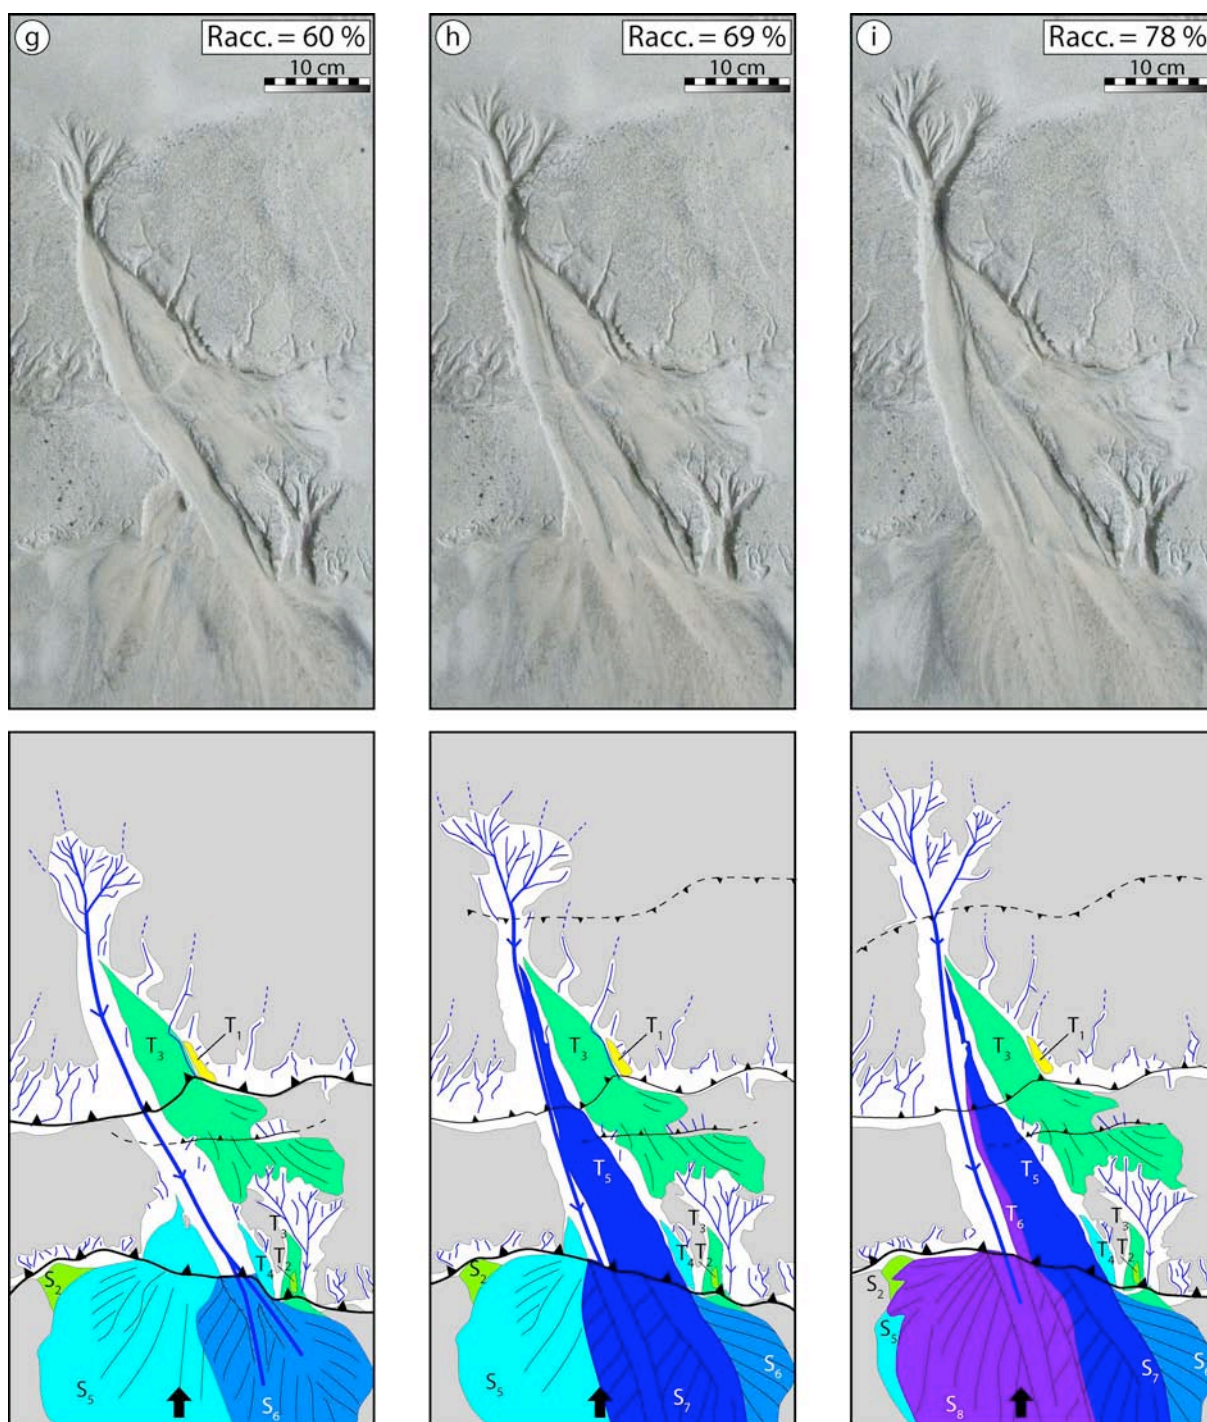 g
Racc. = 60 %
10 cm
h
Racc. = 69 %
10 cm
i
Racc. = 78 %
10 cm
T1
T3
T3
T2
T4
S2
S5
S6
T1
T3
T5
T3
T2
T4
S2
S5
S7
S6
T1
T3
T5
T6
T3
T2
T4
S2
S5
S8
S7
S6